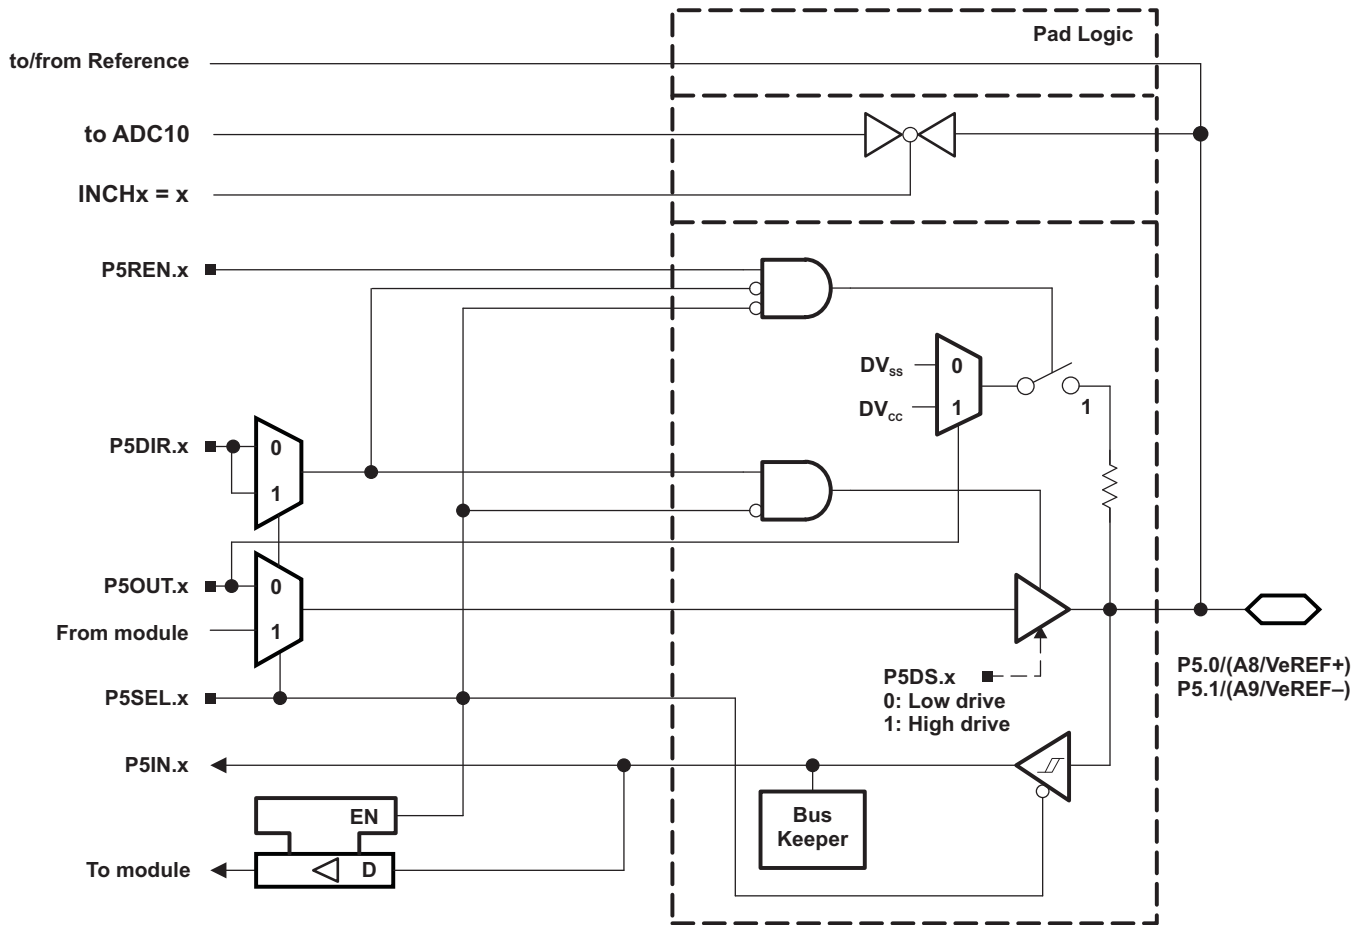 Pad Logic
to/from Reference
to ADC10
INCHx = x
P5REN.x
DVSS
0
DVCC
1
1
P5DIR.x
0
1
P5OUT.x
0
From module
1
P5SEL.x
P5DS.x
0: Low drive
1: High drive
P5.0/(A8/VeREF+)
P5.1/(A9/VeREF–)
P5IN.x
Bus
Keeper
EN
To module
D